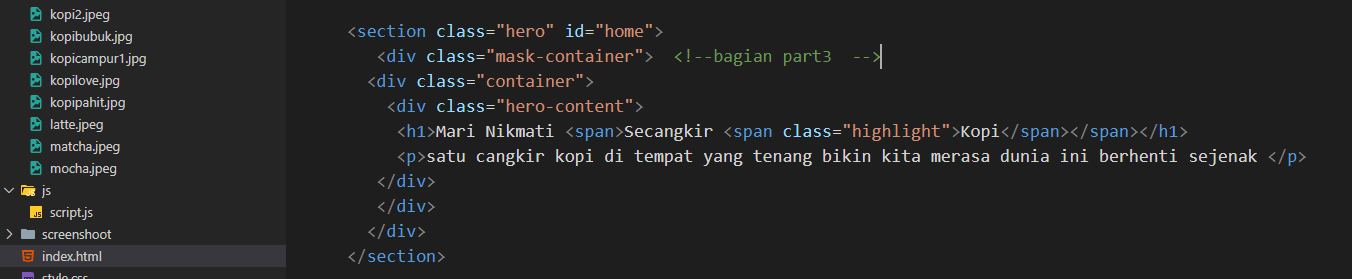 kopi2.jpeg
kopibubuk.jpg
kopicampur1.jpg
kopilove.jpg
kopipahit.jpg
latte.jpeg
matcha.jpeg
mocha.jpeg
js
JS script.js
screenshoot
index.html
style.css
<section class="hero" id="home">
<div class="mask-container">  <!--bagian part3  -->
<div class="container">
<div class="hero-content">
<h1>Mari Nikmati <span>Secangkir <span class="highlight">Kopi</span></span></h1>
<p>satu cangkir kopi di tempat yang tenang bikin kita merasa dunia ini berhenti sejenak </p>
</div>
</div>
</div>
</section>